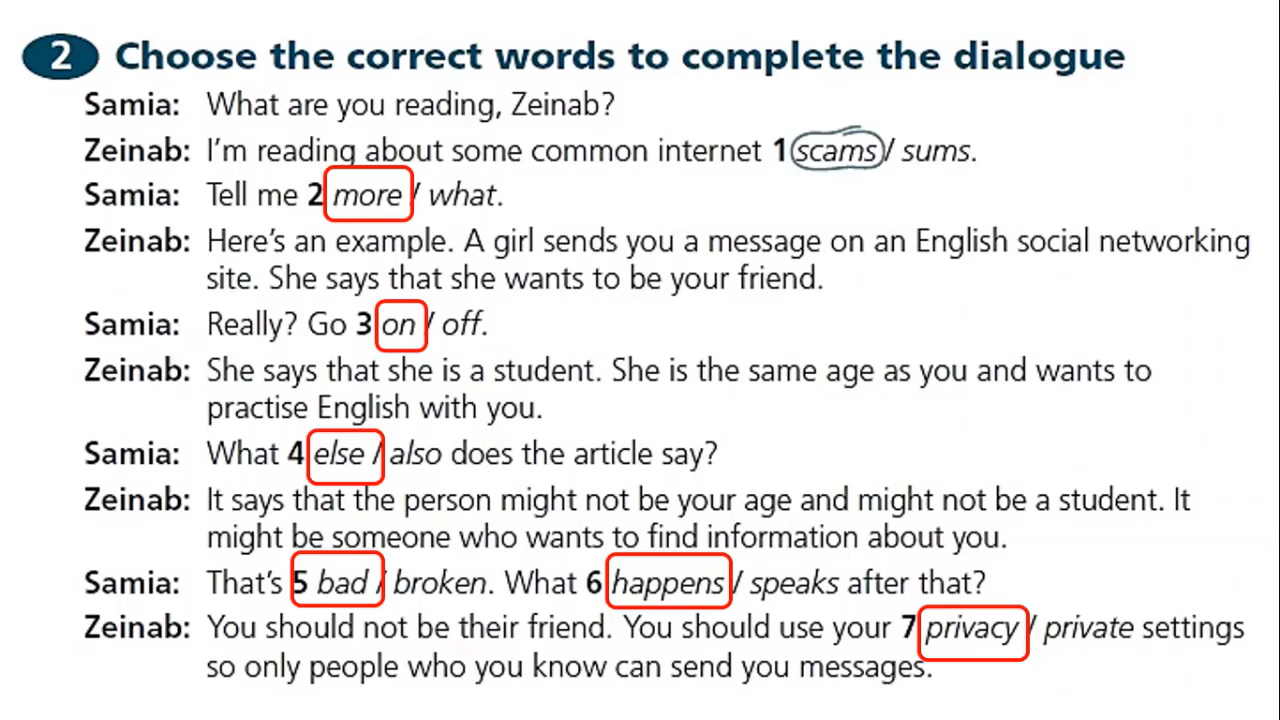 2 Choose the correct words to complete the dialogue
Samia: What are you reading, Zeinab?
Zeinab: I'm reading about some common internet 1 scams / sums.
Samia: Tell me 2 more / what.
Zeinab: Here's an example. A girl sends you a message on an English social networking
site. She says that she wants to be your friend.
Samia: Really? Go 3 on / off.
Zeinab: She says that she is a student. She is the same age as you and wants to
practise English with you.
Samia: What 4 else / also does the article say?
Zeinab: It says that the person might not be your age and might not be a student. It
might be someone who wants to find information about you.
Samia: That's 5 bad / broken. What 6 happens / speaks after that?
Zeinab: You should not be their friend. You should use your 7 privacy / private settings
so only people who you know can send you messages.